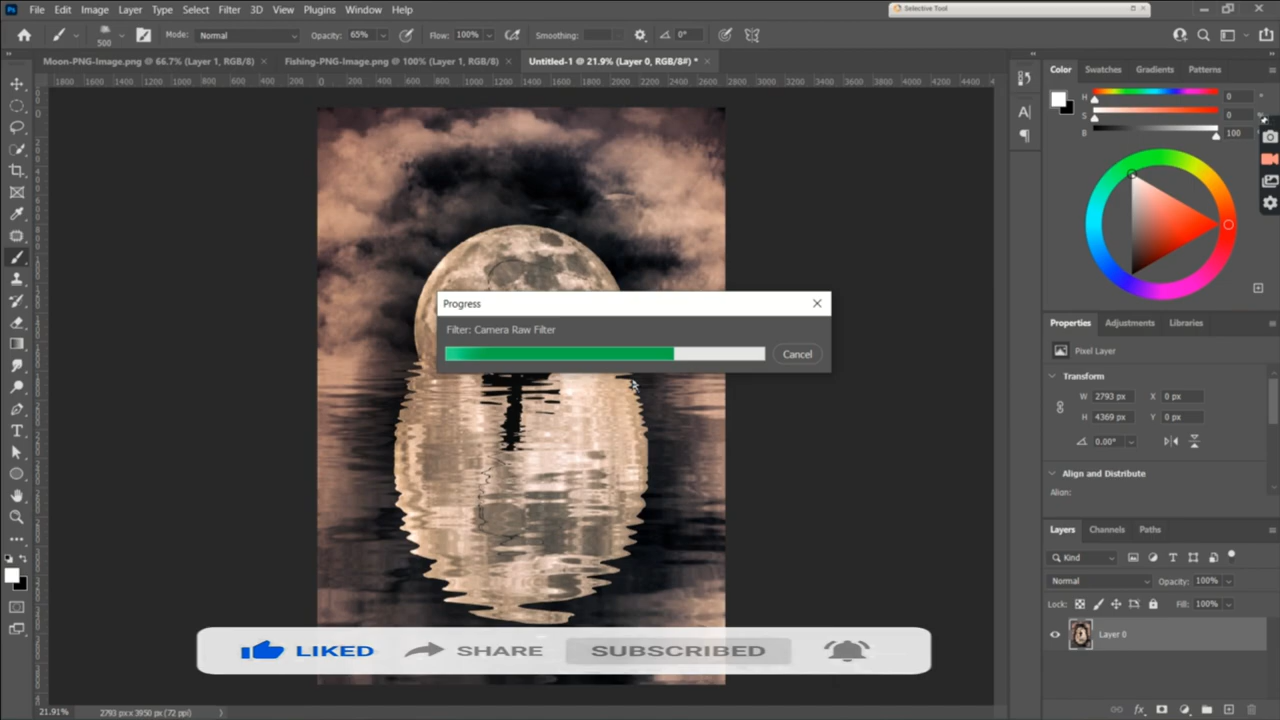 Ps File Edit Image Layer Type Select Filter 3D View Plugins Window Help
Selective Tool
500 Mode: Normal Opacity: 65% Flow: 100% Smoothing: 0°
Moon-PNG-Image.png @ 66.7% (Layer 1, RGB/8) × Fishing-PNG-Image.png @ 100% (Layer 1, RGB/8) × Untitled-1 @ 21.9% (Layer 0, RGB/8#) * ×
1800 1600 1400 1200 1000 800 600 400 200 0 200 400 600 800 1000 1200 1400 1600 1800 2000 2200 2400 2600 2800 3000 3200 3400 3600 3800 4000 4200 4400
Color Swatches Gradients Patterns
H 0 °
S 0 %
B 100
Properties Adjustments Libraries
Pixel Layer
Transform
W 2793 px X 0 px
H 4369 px Y 0 px
0.00°
Align and Distribute
Align:
Progress
Filter: Camera Raw Filter
Cancel
Layers Channels Paths
Kind
Normal Opacity: 100%
Lock: Fill: 100%
Layer 0
LIKED SHARE SUBSCRIBED
21.91% 2793 px x 3950 px (72 ppi)